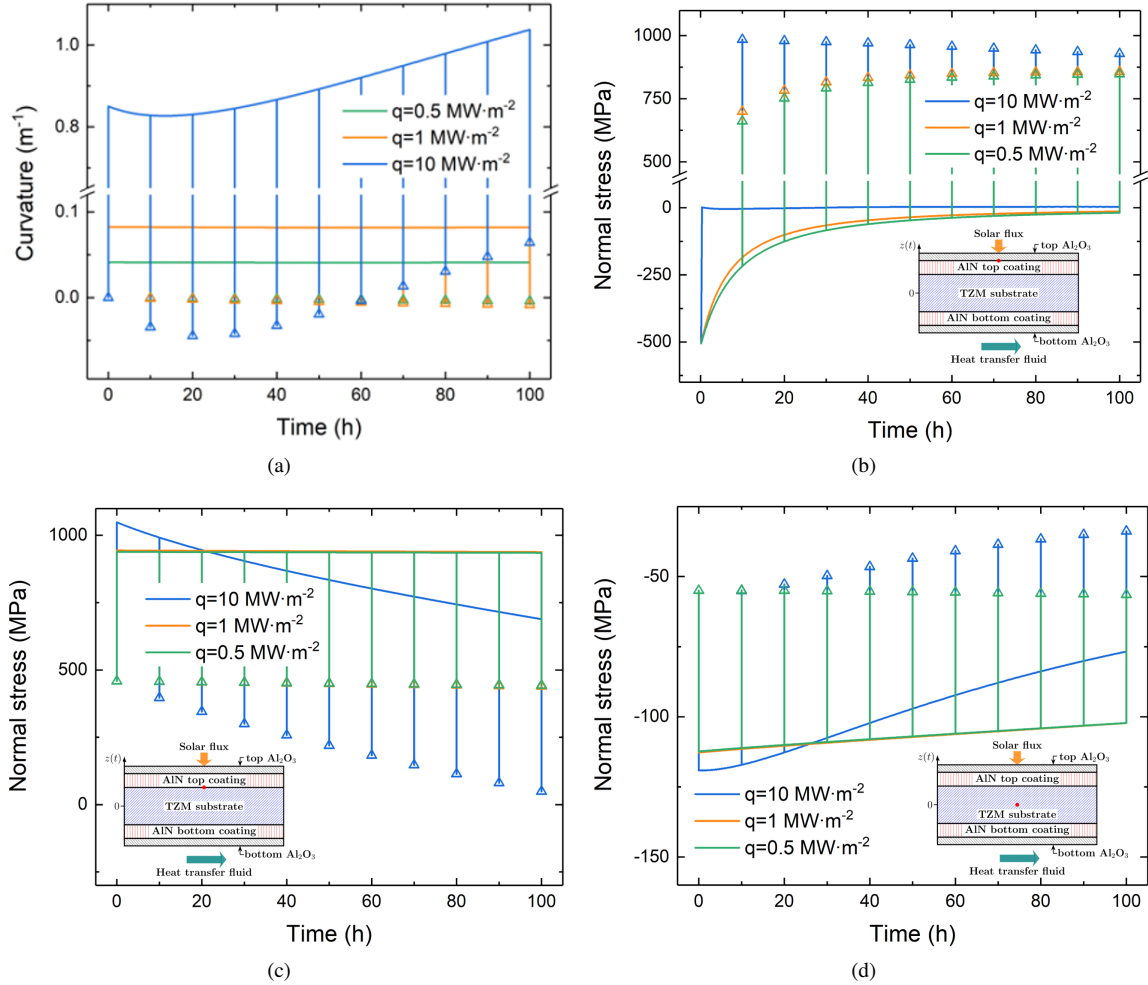 1.0
0.8
0.1
0.0
Curvature (m-1)
q=0.5 MW·m-2
q=1 MW·m-2
q=10 MW·m-2
0 20 40 60 80 100
Time (h)
(a)
1000
750
500
0
-250
-500
Normal stress (MPa)
q=10 MW·m-2
q=1 MW·m-2
q=0.5 MW·m-2
z(t)
Solar flux
top Al2O3
AlN top coating
0
TZM substrate
AlN bottom coating
bottom Al2O3
Heat transfer fluid
0 20 40 60 80 100
Time (h)
(b)
1000
500
0
Normal stress (MPa)
q=10 MW·m-2
q=1 MW·m-2
q=0.5 MW·m-2
z(t)
Solar flux
top Al2O3
AlN top coating
0
TZM substrate
AlN bottom coating
bottom Al2O3
Heat transfer fluid
0 20 40 60 80 100
Time (h)
(c)
-50
-100
-150
Normal stress (MPa)
q=10 MW·m-2
q=1 MW·m-2
q=0.5 MW·m-2
z(t)
Solar flux
top Al2O3
AlN top coating
0
TZM substrate
AlN bottom coating
bottom Al2O3
Heat transfer fluid
0 20 40 60 80 100
Time (h)
(d)